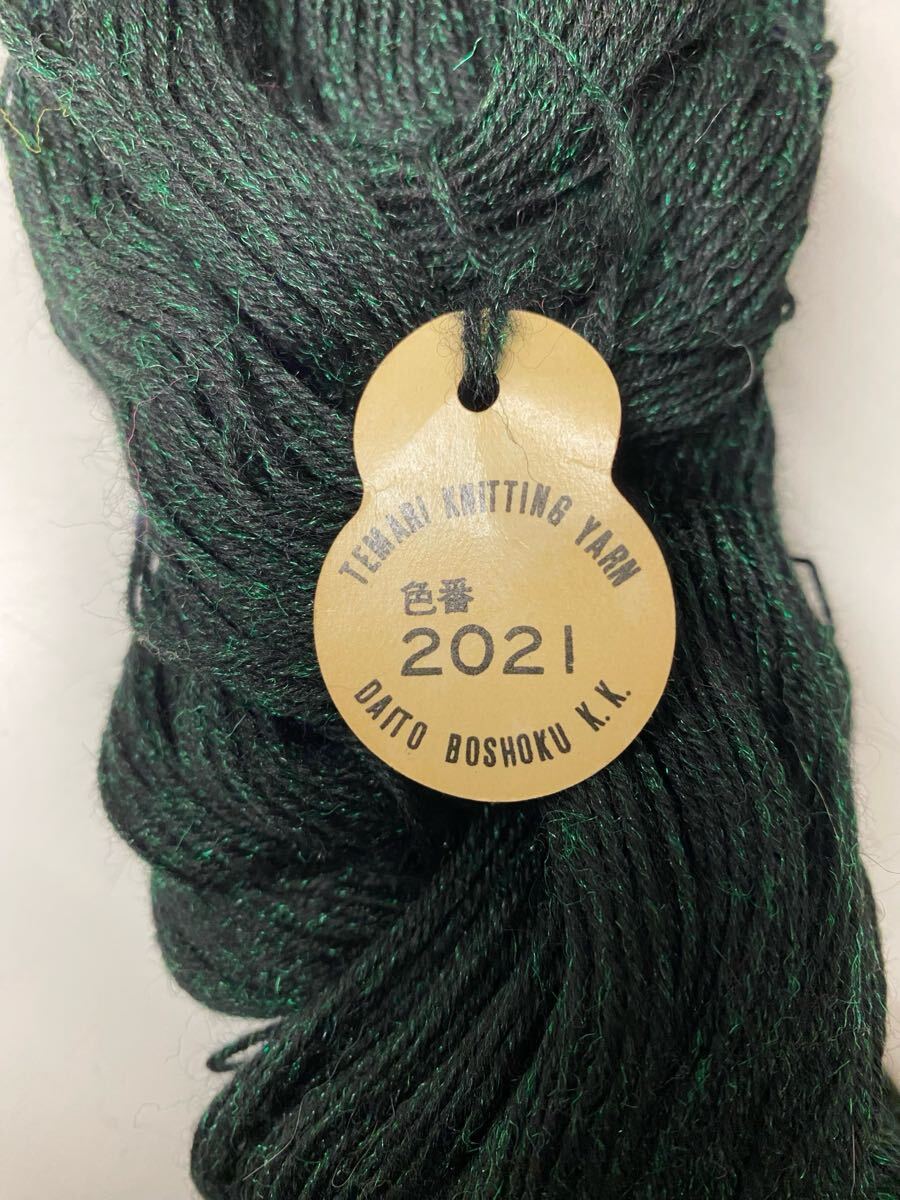 TEMARI KNITTING YARN
色番
2021
DAITO BOSHOKU K.K.